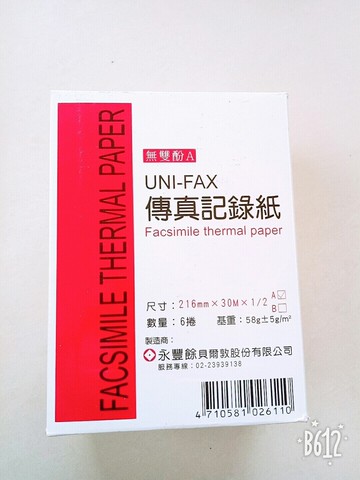 FACSIMILE THERMAL PAPER
無雙酚A
UNI-FAX
傳真記錄紙
Facsimile thermal paper
尺寸：216mm×30M×1/2 A☑
B☐
數量：6捲 基重：58g±5g/m²
製造商：
永豐餘貝爾敦股份有限公司
服務專線：02-23939138
4710581026110
B612